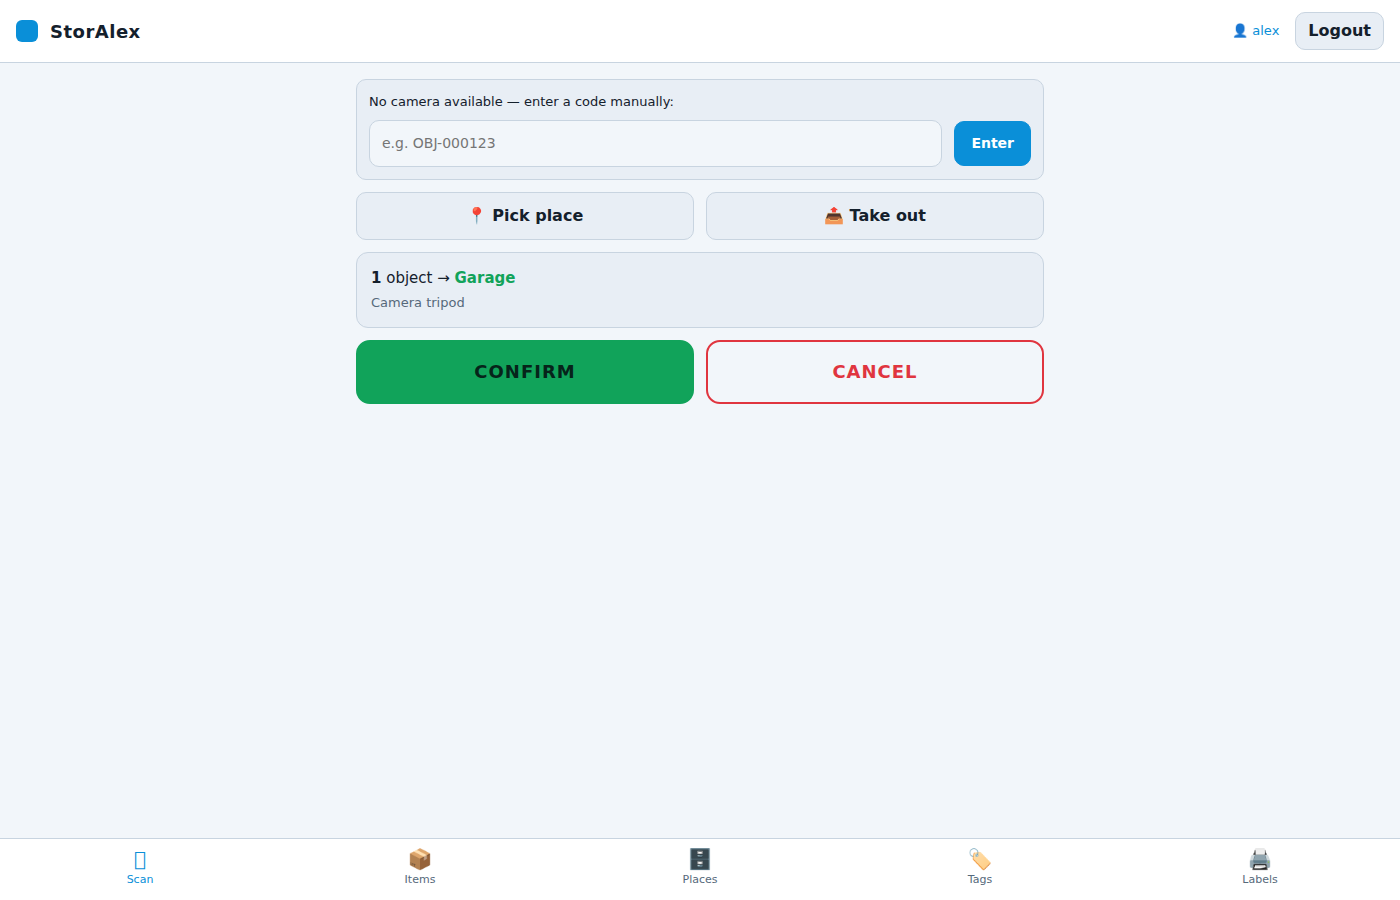 StorAlex
👤 alex
Logout
No camera available — enter a code manually:
e.g. OBJ-000123
Enter
📍 Pick place
📤 Take out
1 object → Garage
Camera tripod
CONFIRM
CANCEL
Scan
Items
Places
Tags
Labels